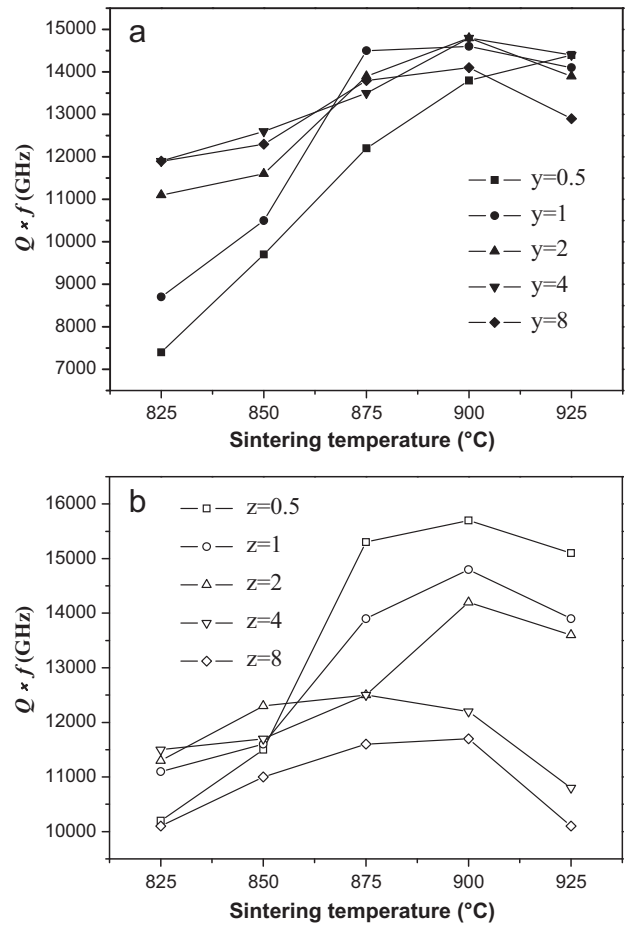 a
15000
14000
13000
12000
11000
10000
9000
8000
7000
Q × f (GHz)
y=0.5
y=1
y=2
y=4
y=8
825 850 875 900 925
Sintering temperature (°C)
b
16000
15000
14000
13000
12000
11000
10000
Q × f (GHz)
z=0.5
z=1
z=2
z=4
z=8
825 850 875 900 925
Sintering temperature (°C)